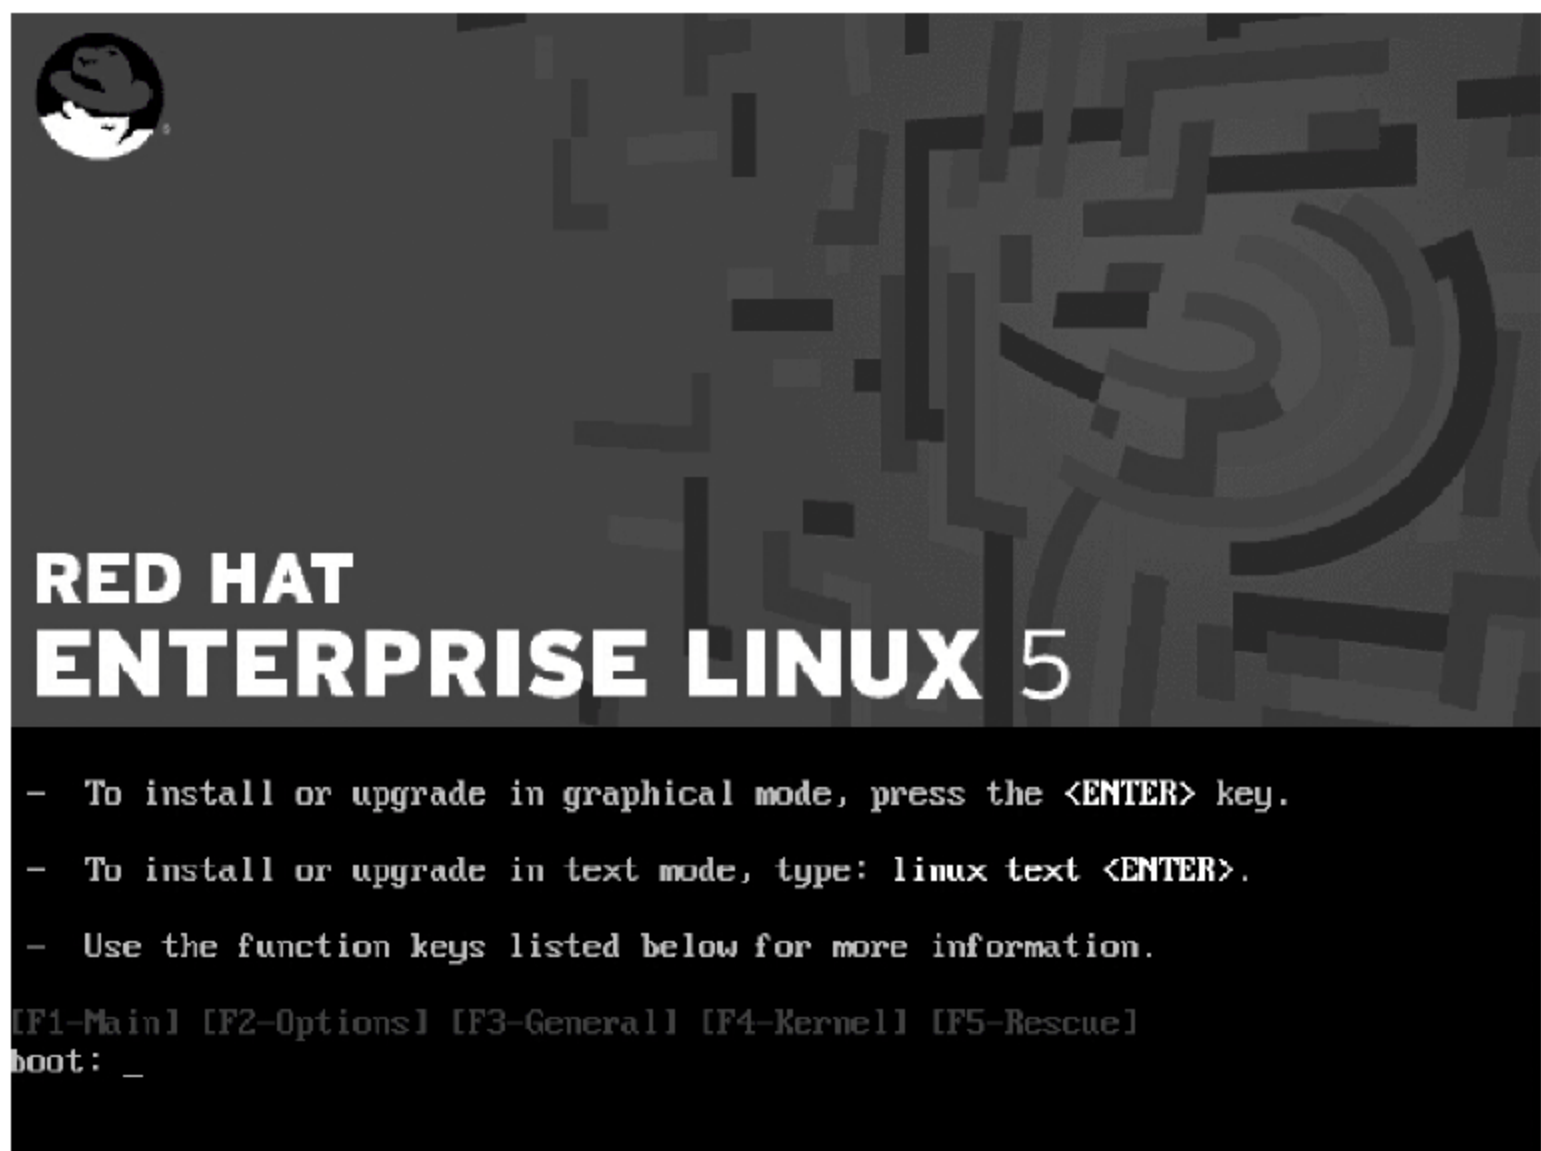 RED HAT
ENTERPRISE LINUX 5
- To install or upgrade in graphical mode, press the <ENTER> key.
- To install or upgrade in text mode, type: linux text <ENTER>.
- Use the function keys listed below for more information.
[F1-Main] [F2-Options] [F3-General] [F4-Kernel] [F5-Rescue]
boot: _